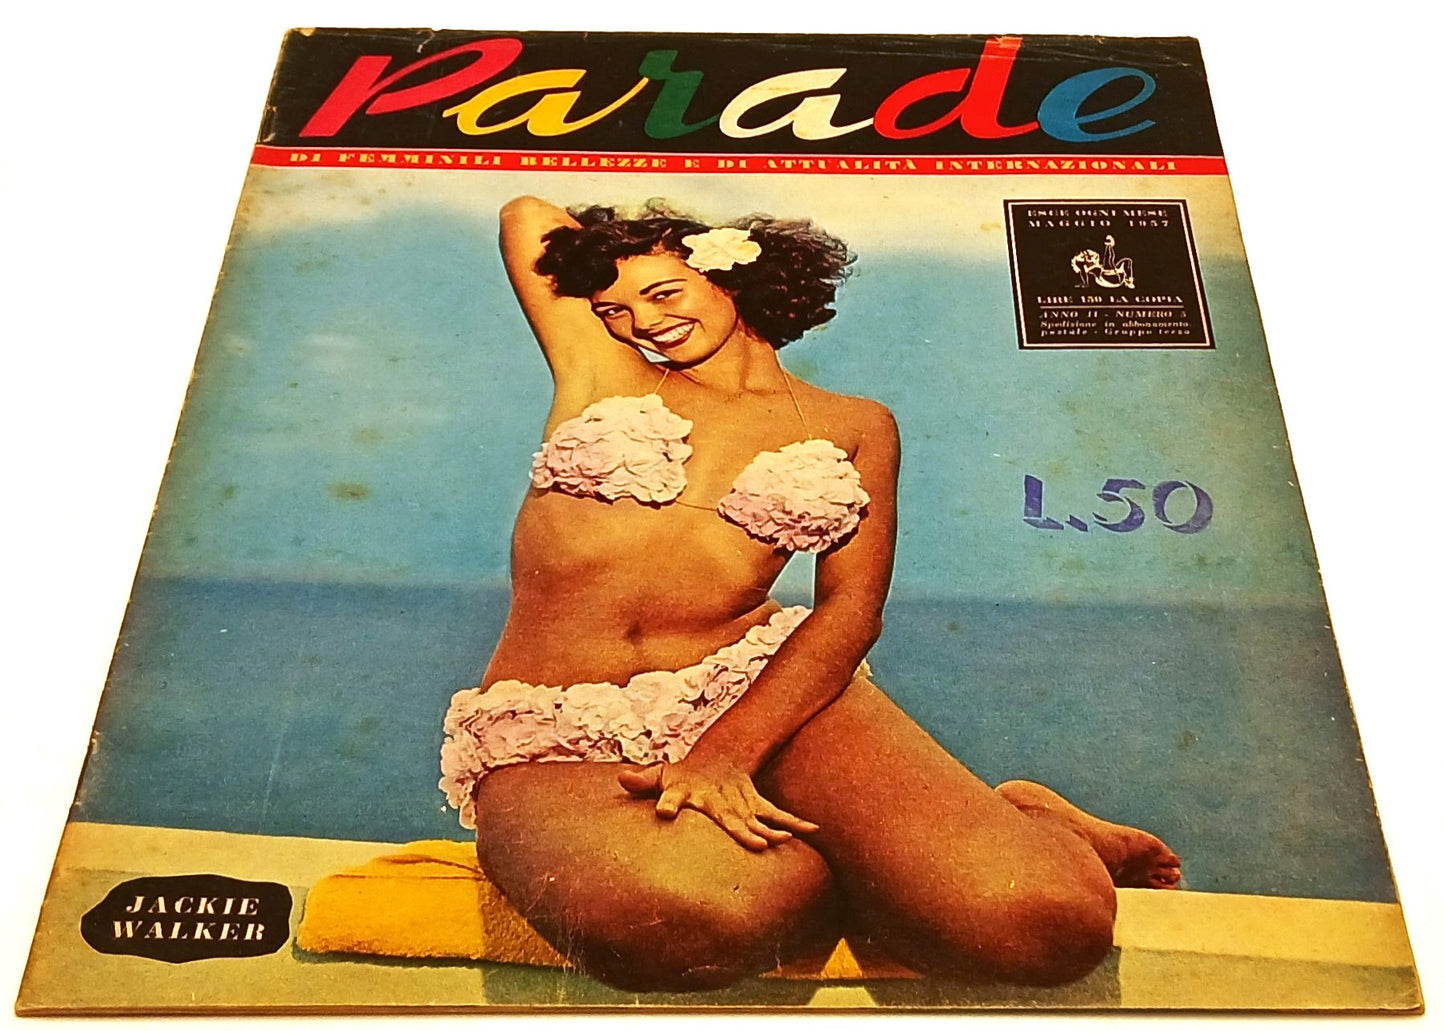 Parade
DI FEMMINILI BELLEZZE E DI ATTUALITÀ INTERNAZIONALI
ESCE OGNI MESE
MAGGIO 1957
LIRE 150 LA COPIA
ANNO II - NUMERO 5
Spedizione in abbonamento
postale - Gruppo terzo
L.50
JACKIE
WALKER